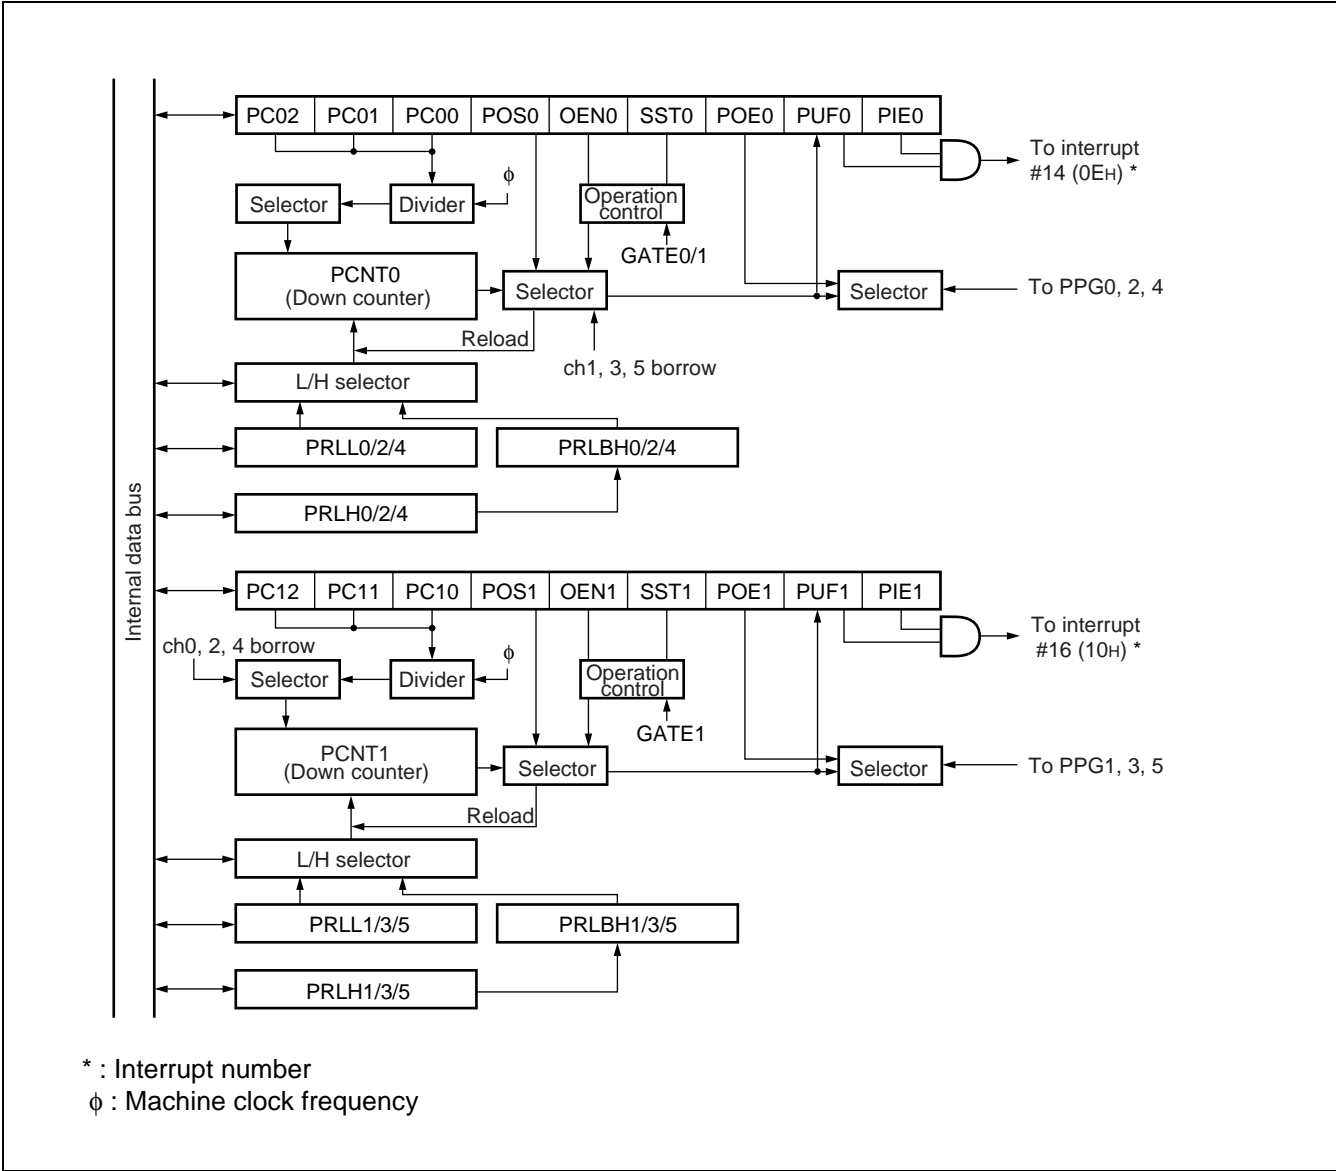 PC02 PC01 PC00 POS0 OEN0 SST0 POE0 PUF0 PIE0
To interrupt
#14 (0EH) *
ϕ
Selector
Divider
Operation
control
GATE0/1
PCNT0
(Down counter)
Selector
Selector
To PPG0, 2, 4
Reload
ch1, 3, 5 borrow
L/H selector
PRLL0/2/4
PRLBH0/2/4
PRLH0/2/4
Internal data bus
PC12 PC11 PC10 POS1 OEN1 SST1 POE1 PUF1 PIE1
To interrupt
#16 (10H) *
ch0, 2, 4 borrow
ϕ
Selector
Divider
Operation
control
GATE1
PCNT1
(Down counter)
Selector
Selector
To PPG1, 3, 5
Reload
L/H selector
PRLL1/3/5
PRLBH1/3/5
PRLH1/3/5
* : Interrupt number
ϕ : Machine clock frequency